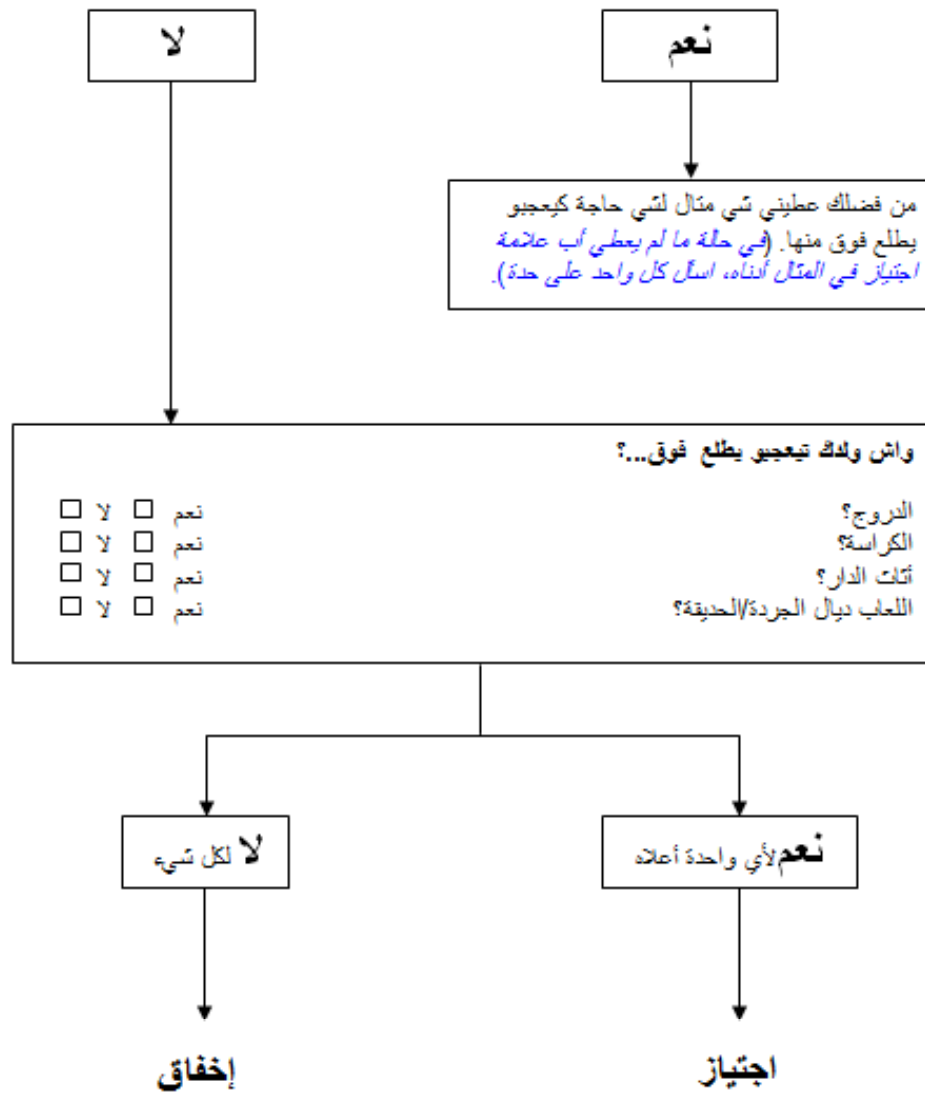 نعم
لا
من فضلك عطيني شي مثال لشي حاجة كيعجبو
يطلع فوق منها. (في حالة ما لم يعطي أب علامة
اجتياز في المثال أدناه، اسأل كل واحد على حدة).
واش ولدك تيعجبو يطلع فوق...؟
الدروج؟ نعم □ لا □
الكراسة؟ نعم □ لا □
أثاث الدار؟ نعم □ لا □
اللعاب ديال الجردة/الحديقة؟ نعم □ لا □
نعم لأي واحدة أعلاه
لا لكل شيء
اجتياز
إخفاق